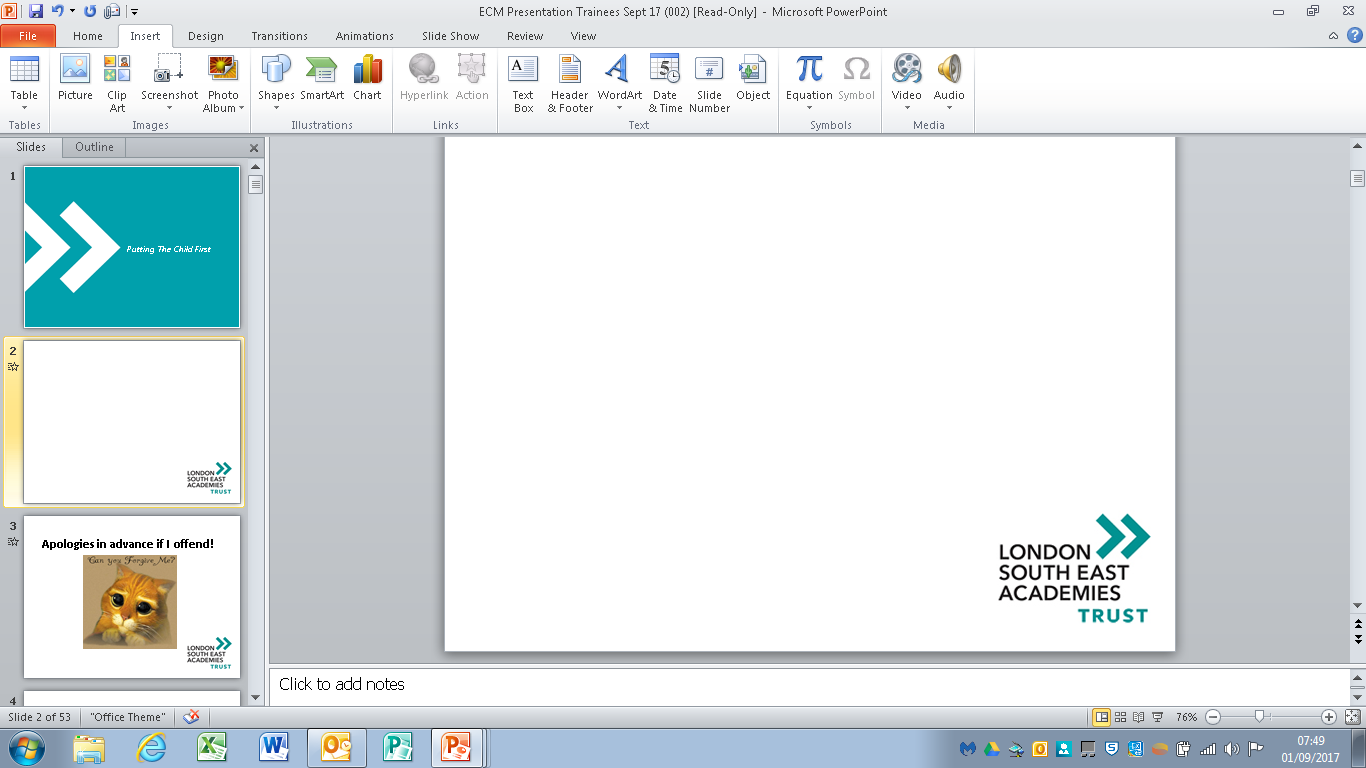 ECM Presentation Trainees Sept 17 (002) [Read-Only] - Microsoft PowerPoint
File Home Insert Design Transitions Animations Slide Show Review View
Table Picture Clip Art Screenshot Photo Album Shapes SmartArt Chart Hyperlink Action Text Box Header & Footer WordArt Date & Time Slide Number Object Equation Symbol Video Audio
Tables Images Illustrations Links Text Symbols Media
Slides Outline
1
Putting The Child First
2
LONDON
SOUTH EAST
ACADEMIES
TRUST
3
Apologies in advance if I offend!
Can you Forgive Me?
LONDON
SOUTH EAST
ACADEMIES
TRUST
4
LONDON
SOUTH EAST
ACADEMIES
TRUST
Click to add notes
Slide 2 of 53 "Office Theme" 76%
07:49
01/09/2017